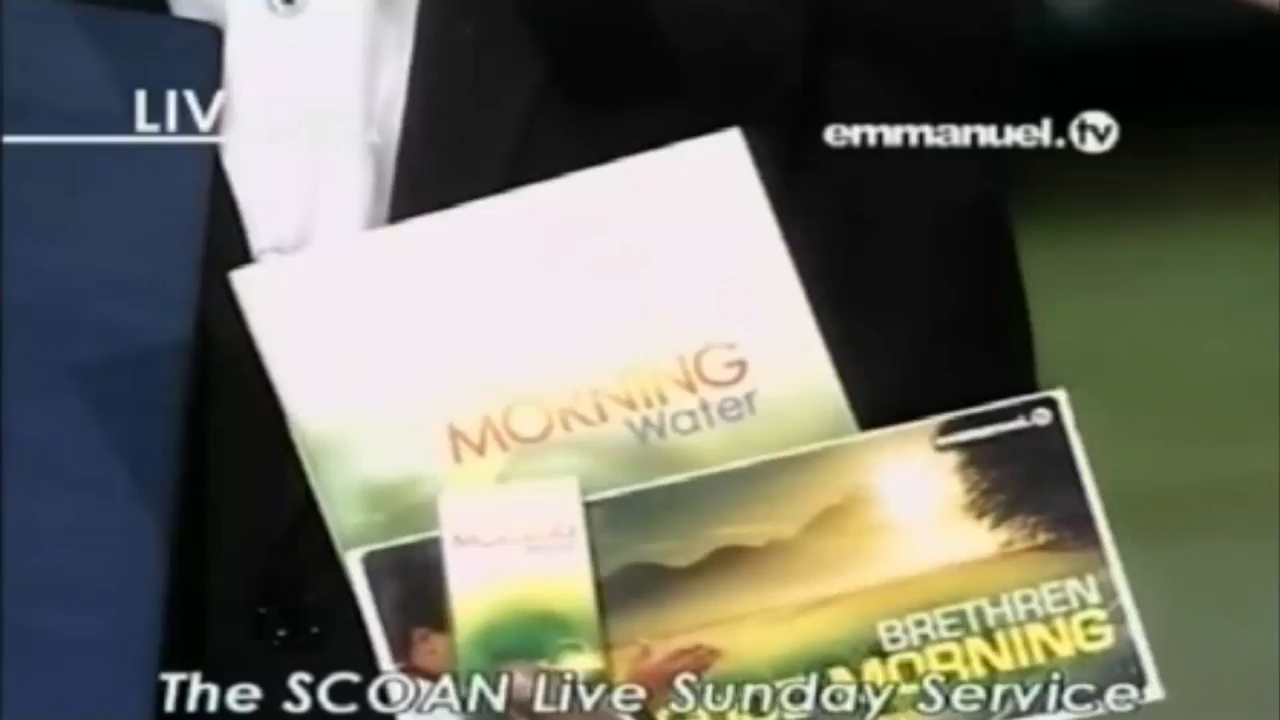 LIV
emmanuel.tv
MORNING
Water
BRETHREN
MORNING
The SCOAN Live Sunday Service